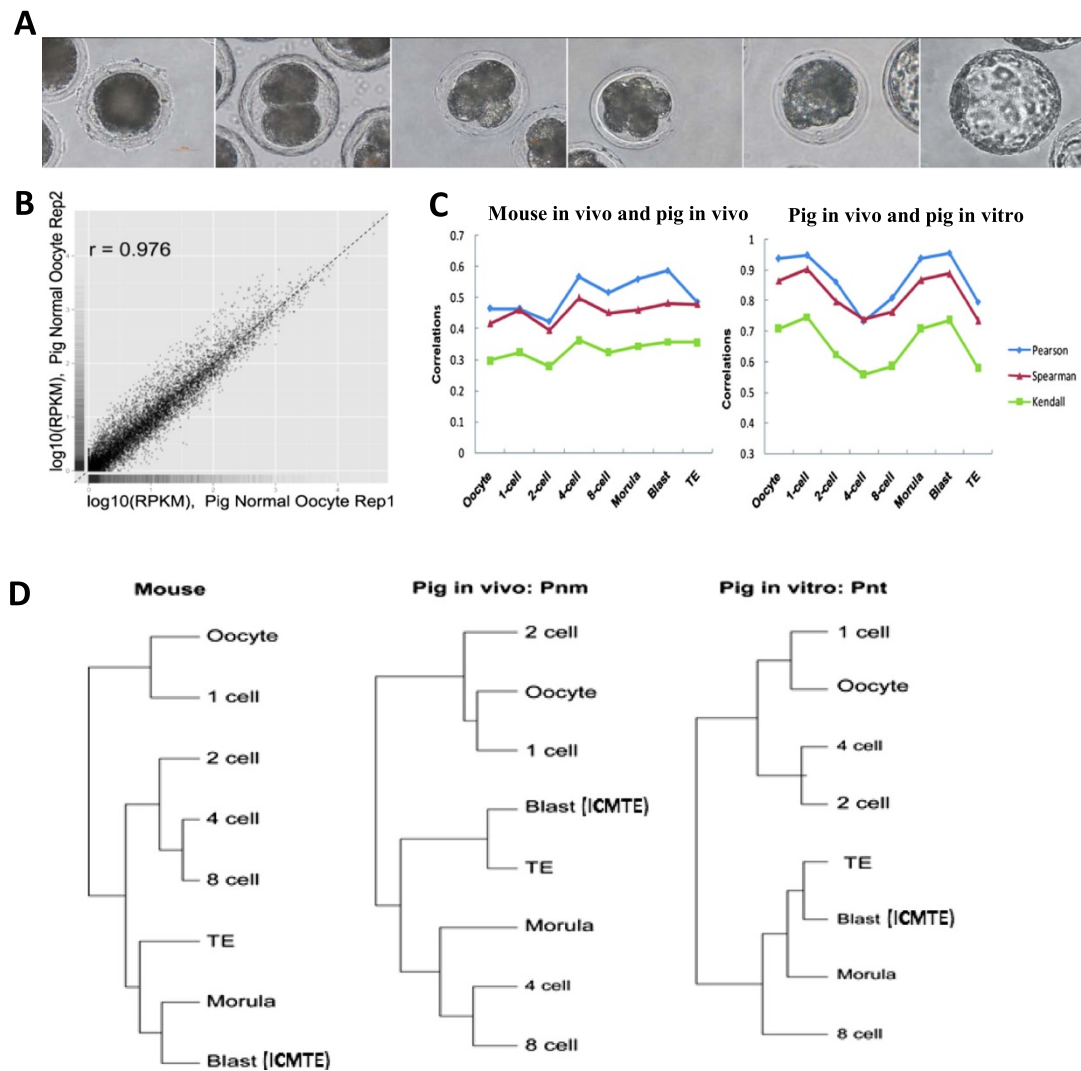 A
B
log10(RPKM), Pig Normal Oocyte Rep2
r = 0.976
log10(RPKM), Pig Normal Oocyte Rep1
C
Mouse in vivo and pig in vivo
Correlations
0.7
0.6
0.5
0.4
0.3
0.2
0.1
0
Oocyte
1-cell
2-cell
4-cell
8-cell
Morula
Blast
TE
Pig in vivo and pig in vitro
Correlations
1
0.9
0.8
0.7
0.6
0.5
0.4
0.3
Oocyte
1-cell
2-cell
4-cell
8-cell
Morula
Blast
TE
Pearson
Spearman
Kendall
D
Mouse
Oocyte
1 cell
2 cell
4 cell
8 cell
TE
Morula
Blast [ICMTE)
Pig in vivo: Pnm
2 cell
Oocyte
1 cell
Blast [ICMTE)
TE
Morula
4 cell
8 cell
Pig in vitro: Pnt
1 cell
Oocyte
4 cell
2 cell
TE
Blast [ICMTE)
Morula
8 cell